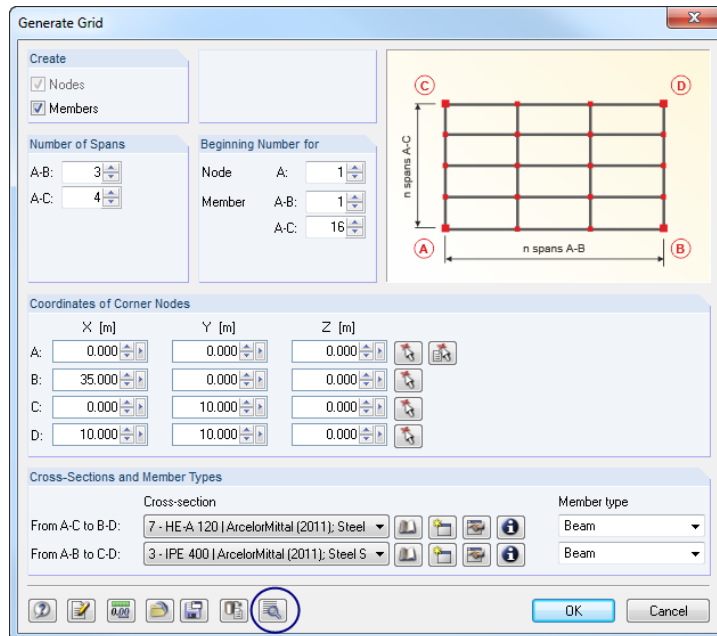 Generate Grid
x
Create
Nodes
Members
Number of Spans
A-B: 3
A-C: 4
Beginning Number for
Node A: 1
Member A-B: 1
A-C: 16
C
D
n spans A-C
n spans A-B
A
B
Coordinates of Corner Nodes
X [m] Y [m] Z [m]
A: 0.000 0.000 0.000
B: 35.000 0.000 0.000
C: 0.000 10.000 0.000
D: 10.000 10.000 0.000
Cross-Sections and Member Types
Cross-section Member type
From A-C to B-D: 7 - HE-A 120 | ArcelorMittal (2011); Steel Beam
From A-B to C-D: 3 - IPE 400 | ArcelorMittal (2011); Steel S Beam
? 0.00 OK Cancel